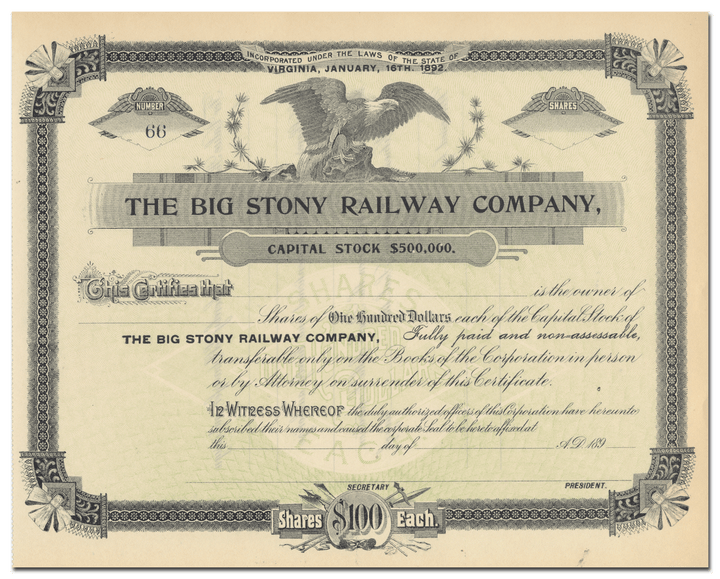 INCORPORATED UNDER THE LAWS OF THE STATE OF
VIRGINIA, JANUARY, 16TH. 1892.
NUMBER
66
SHARES
THE BIG STONY RAILWAY COMPANY,
CAPITAL STOCK $500,000.
This Certifies that is the owner of
Shares of One Hundred Dollars each of the Capital Stock of
THE BIG STONY RAILWAY COMPANY, Fully paid and non-assessable,
transferable only on the Books of the Corporation in person
or by Attorney on surrender of this Certificate.
In Witness Whereof the duly authorized officers of this Corporation have hereunto
subscribed their names and caused the corporate Seal to be hereto affixed at
this day of A.D. 189
SECRETARY PRESIDENT.
Shares $100 Each.
SHARES
EACH